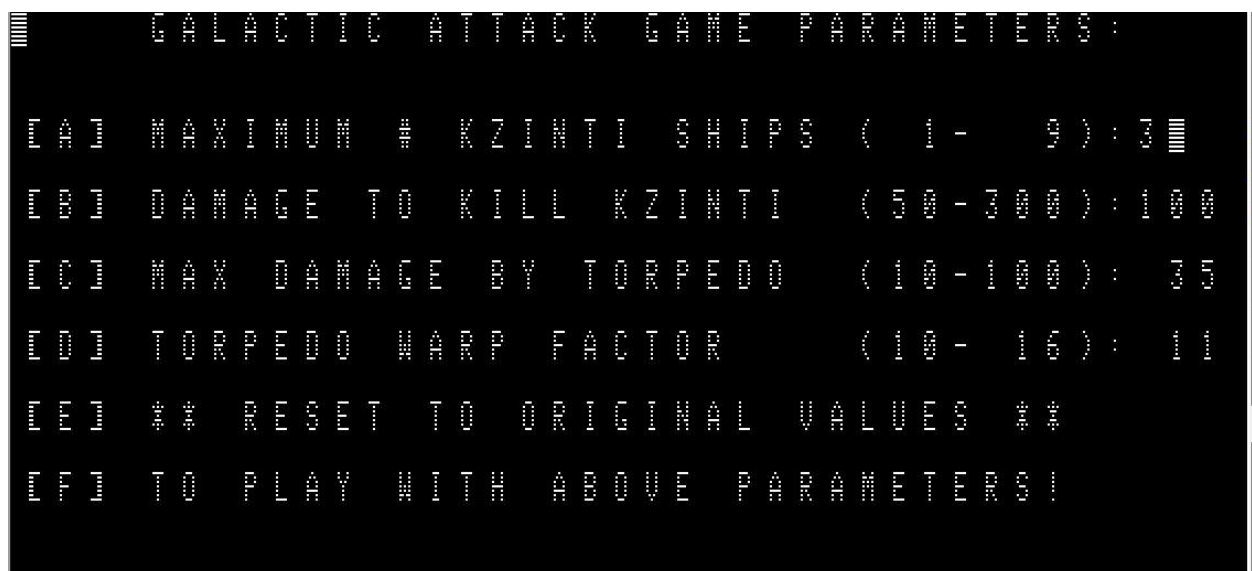 GALACTIC ATTACK GAME PARAMETERS:
[A] MAXIMUM # KZINTI SHIPS ( 1-  9):3
[B] DAMAGE TO KILL KZINTI  (50-300):100
[C] MAX DAMAGE BY TORPEDO  (10-100): 35
[D] TORPEDO WARP FACTOR    (10- 16): 11
[E] ** RESET TO ORIGINAL VALUES **
[F] TO PLAY WITH ABOVE PARAMETERS!